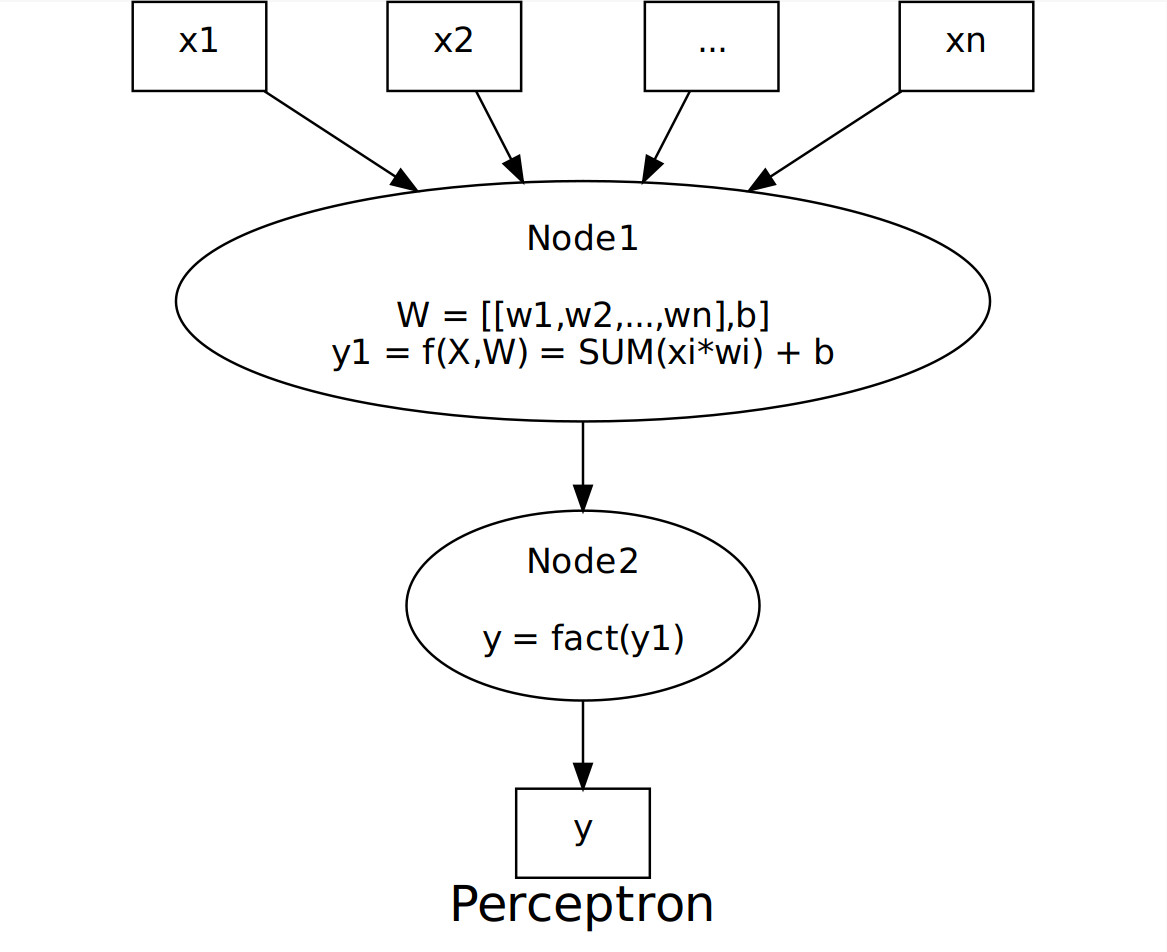 x1
x2
...
xn
Node1
W = [[w1,w2,...,wn],b]
y1 = f(X,W) = SUM(xi*wi) + b
Node2
y = fact(y1)
y
Perceptron